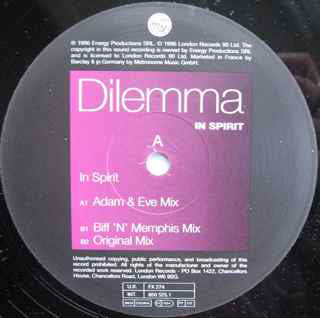 ℗ 1996 Energy Productions SRL. © 1996 London Records 90 Ltd. The
copyright in this sound recording is owned by Energy Productions SRL
and is licensed to London Records 90 Ltd. Marketed in France by
Barclay & in Germany by Metronome Music GmbH.
Dilemma
IN SPIRIT
A
In Spirit
A1 Adam & Eve Mix
B1 Biff 'N' Memphis Mix
B2 Original Mix
Unauthorised copying, public performance, and broadcasting of this
record prohibited. All rights of the manufacturer and owner of the
recorded work reserved. London Records - PO Box 1422, Chancellors
House, Chancellors Road, London W6 9SG.
U.K. FX 374
INT.